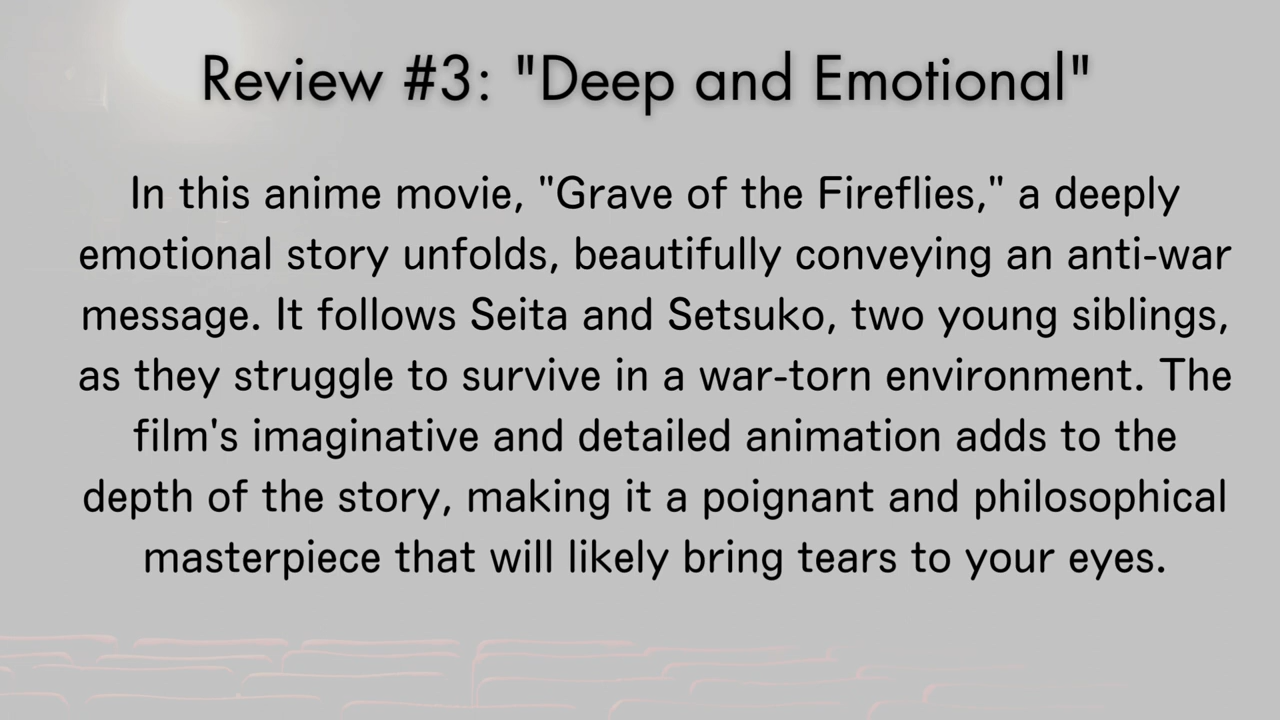 Review #3: "Deep and Emotional"
In this anime movie, "Grave of the Fireflies," a deeply
emotional story unfolds, beautifully conveying an anti-war
message. It follows Seita and Setsuko, two young siblings,
as they struggle to survive in a war-torn environment. The
film's imaginative and detailed animation adds to the
depth of the story, making it a poignant and philosophical
masterpiece that will likely bring tears to your eyes.